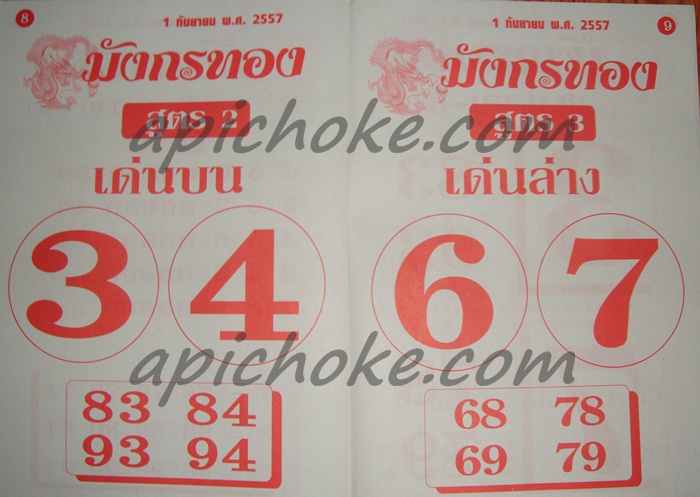 8
1 กันยายน พ.ศ. 2557
มังกรทอง
สูตร 2
เด่นบน
3 4
83 84
93 94
1 กันยายน พ.ศ. 2557
9
มังกรทอง
สูตร 3
เด่นล่าง
6 7
68 78
69 79
apichoke.com
apichoke.com